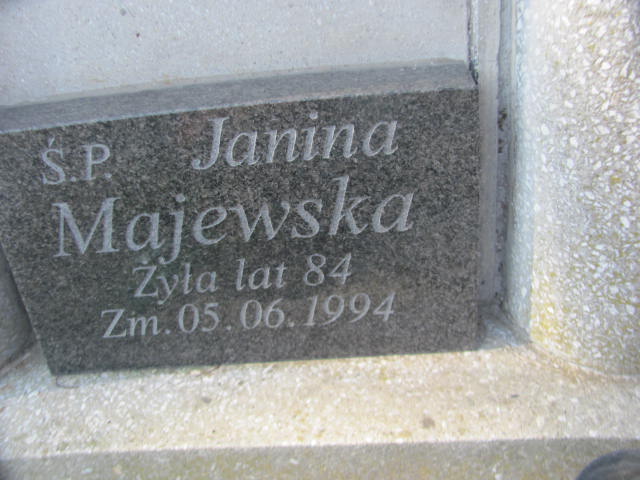 Ś.P. Janina
Majewska
Żyła lat 84
Zm. 05.06.1994